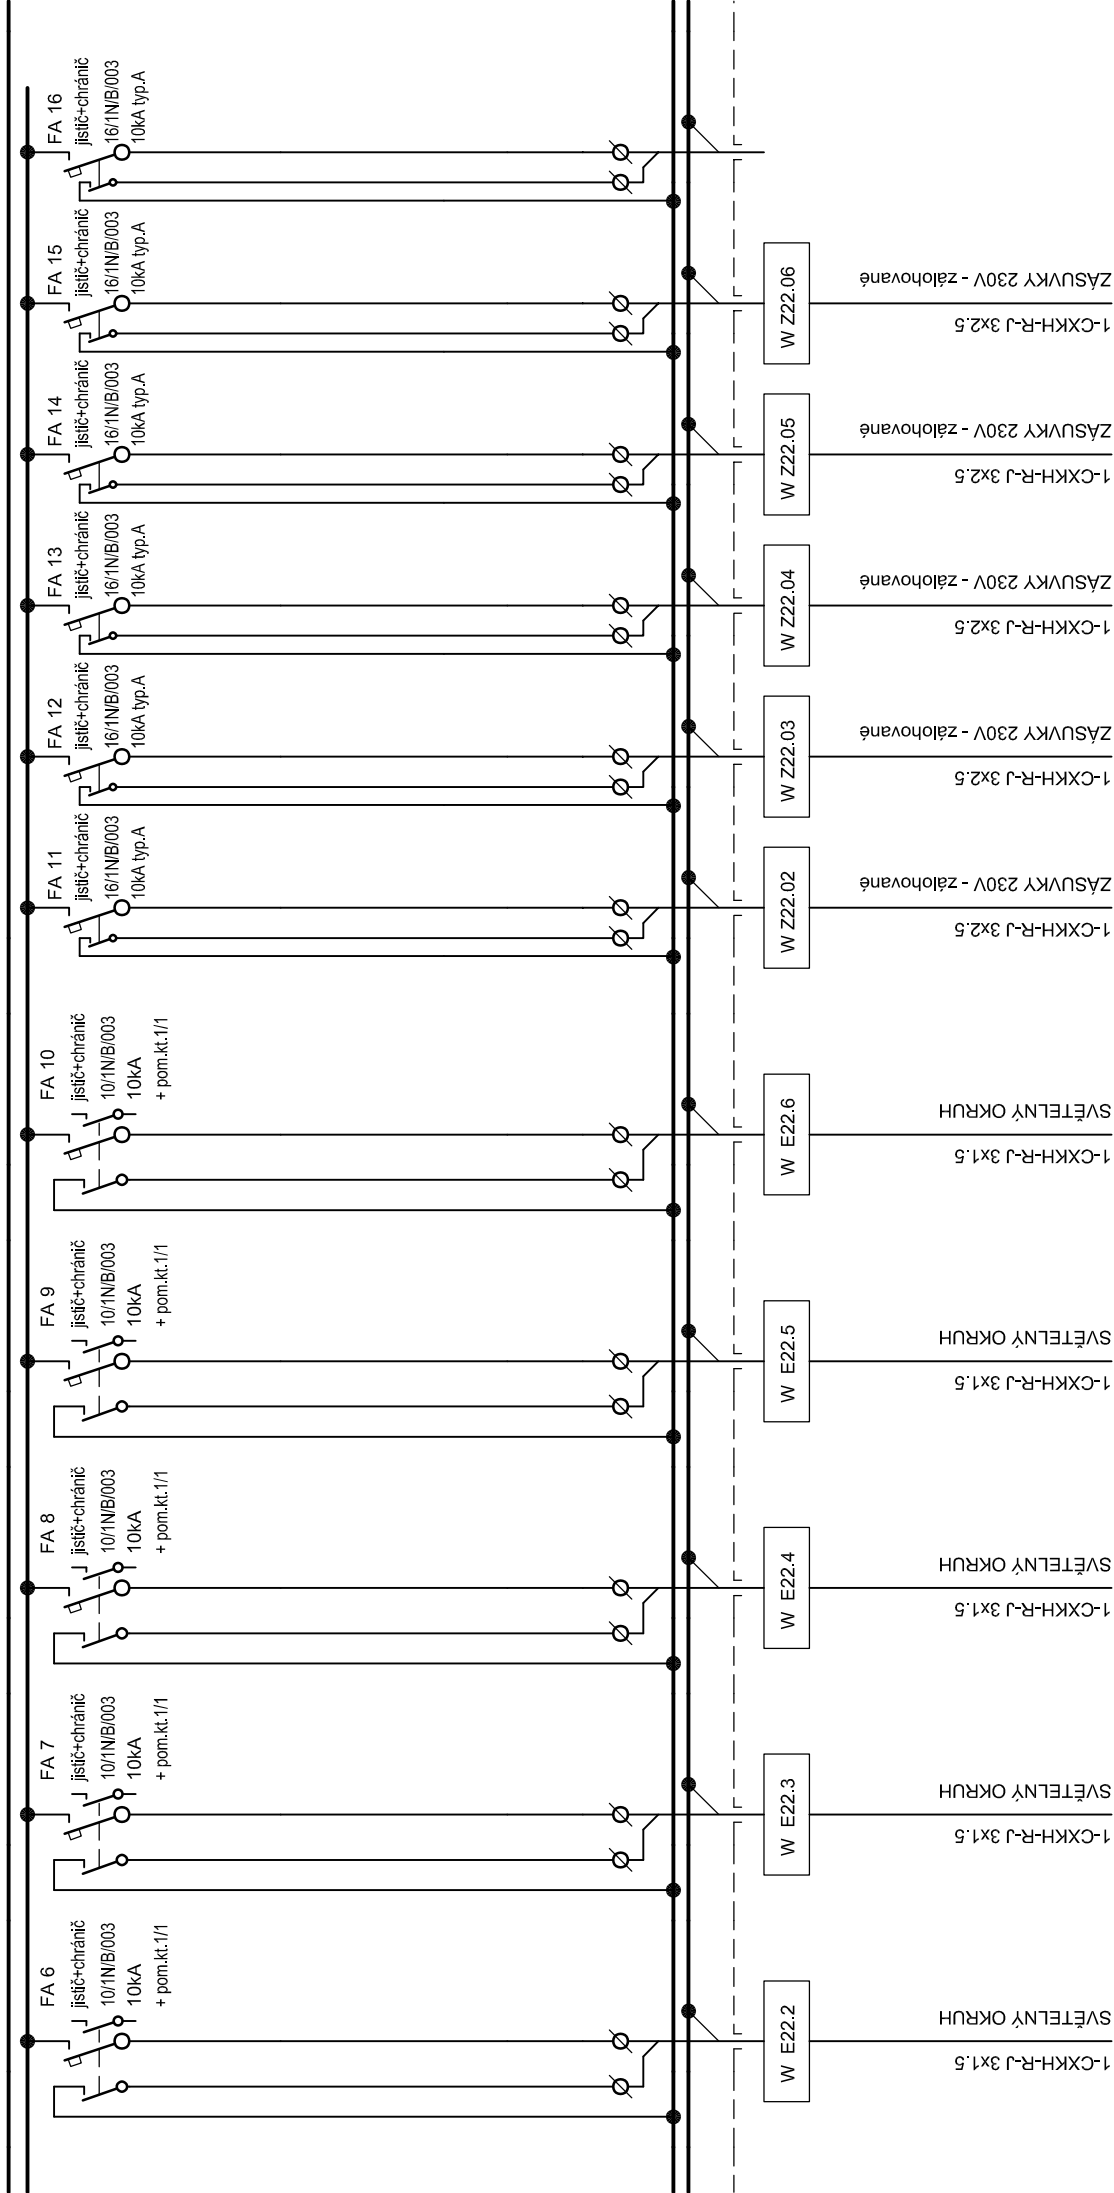 FA 6
jistič+chránič
10/1N/B/003
10kA
+ pom.kt.1/1
W E22.2
SVĚTELNÝ OKRUH
1-CXKH-R-J 3x1.5
FA 7
jistič+chránič
10/1N/B/003
10kA
+ pom.kt.1/1
W E22.3
SVĚTELNÝ OKRUH
1-CXKH-R-J 3x1.5
FA 8
jistič+chránič
10/1N/B/003
10kA
+ pom.kt.1/1
W E22.4
SVĚTELNÝ OKRUH
1-CXKH-R-J 3x1.5
FA 9
jistič+chránič
10/1N/B/003
10kA
+ pom.kt.1/1
W E22.5
SVĚTELNÝ OKRUH
1-CXKH-R-J 3x1.5
FA 10
jistič+chránič
10/1N/B/003
10kA
+ pom.kt.1/1
W E22.6
SVĚTELNÝ OKRUH
1-CXKH-R-J 3x1.5
FA 11
jistič+chránič
16/1N/B/003
10kA typ.A
W Z22.02
ZÁSUVKY 230V - zálohované
1-CXKH-R-J 3x2.5
FA 12
jistič+chránič
16/1N/B/003
10kA typ.A
W Z22.03
ZÁSUVKY 230V - zálohované
1-CXKH-R-J 3x2.5
FA 13
jistič+chránič
16/1N/B/003
10kA typ.A
W Z22.04
ZÁSUVKY 230V - zálohované
1-CXKH-R-J 3x2.5
FA 14
jistič+chránič
16/1N/B/003
10kA typ.A
W Z22.05
ZÁSUVKY 230V - zálohované
1-CXKH-R-J 3x2.5
FA 15
jistič+chránič
16/1N/B/003
10kA typ.A
W Z22.06
ZÁSUVKY 230V - zálohované
1-CXKH-R-J 3x2.5
FA 16
jistič+chránič
16/1N/B/003
10kA typ.A